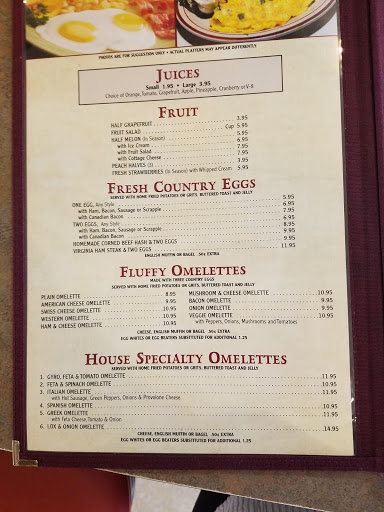 PHOTOS ARE FOR SUGGESTION ONLY • ACTUAL PLATTERS MAY APPEAR DIFFERENTLY
JUICES
Small 1.95 • Large 3.95
Choice of Orange, Tomato, Grapefruit, Apple, Pineapple, Cranberry or V-8
FRUIT
HALF GRAPEFRUIT 3.95
FRUIT SALAD Cup 5.95
HALF MELON (In Season) 6.95
with Ice Cream 7.95
with Fruit Salad 7.95
with Cottage Cheese 7.95
PEACH HALVES (3) 3.95
FRESH STRAWBERRIES (In Season) with Whipped Cream 5.95
FRESH COUNTRY EGGS
SERVED WITH HOME FRIED POTATOES OR GRITS, BUTTERED TOAST AND JELLY
ONE EGG, Any Style 5.95
with Ham, Bacon, Sausage or Scrapple 6.95
with Canadian Bacon 7.95
TWO EGGS, Any Style 6.95
with Ham, Bacon, Sausage or Scrapple 8.95
with Canadian Bacon 9.95
HOMEMADE CORNED BEEF HASH & TWO EGGS 9.95
VIRGINIA HAM STEAK & TWO EGGS 11.95
ENGLISH MUFFIN OR BAGEL .50¢ EXTRA
FLUFFY OMELETTES
MADE WITH THREE COUNTRY EGGS
SERVED WITH HOME FRIED POTATOES OR GRITS, BUTTERED TOAST AND JELLY
PLAIN OMELETTE 8.95
AMERICAN CHEESE OMELETTE 9.95
SWISS CHEESE OMELETTE 10.95
WESTERN OMELETTE 10.95
HAM & CHEESE OMELETTE 10.95
MUSHROOM & CHEESE OMELETTE 10.95
BACON OMELETTE 9.95
ONION OMELETTE 9.95
VEGGIE OMELETTE 10.95
with Peppers, Onions, Mushrooms and Tomatoes
CHEESE, ENGLISH MUFFIN OR BAGEL .50¢ EXTRA
EGG WHITES OR EGG BEATERS SUBSTITUTED FOR ADDITIONAL 1.25
HOUSE SPECIALTY OMELETTES
SERVED WITH HOME FRIED POTATOES OR GRITS, BUTTERED TOAST AND JELLY
1. GYRO, FETA & TOMATO OMELETTE 11.95
2. FETA & SPINACH OMELETTE 10.95
3. ITALIAN OMELETTE 11.95
with Hot Sausage, Green Peppers, Onions & Provolone Cheese
4. SPANISH OMELETTE 10.95
5. GREEK OMELETTE 11.95
with Feta Cheese, Tomato & Onion
6. LOX & ONION OMELETTE 14.95
CHEESE, ENGLISH MUFFIN OR BAGEL .50¢ EXTRA
EGG WHITES OR EGG BEATERS SUBSTITUTED FOR ADDITIONAL 1.25